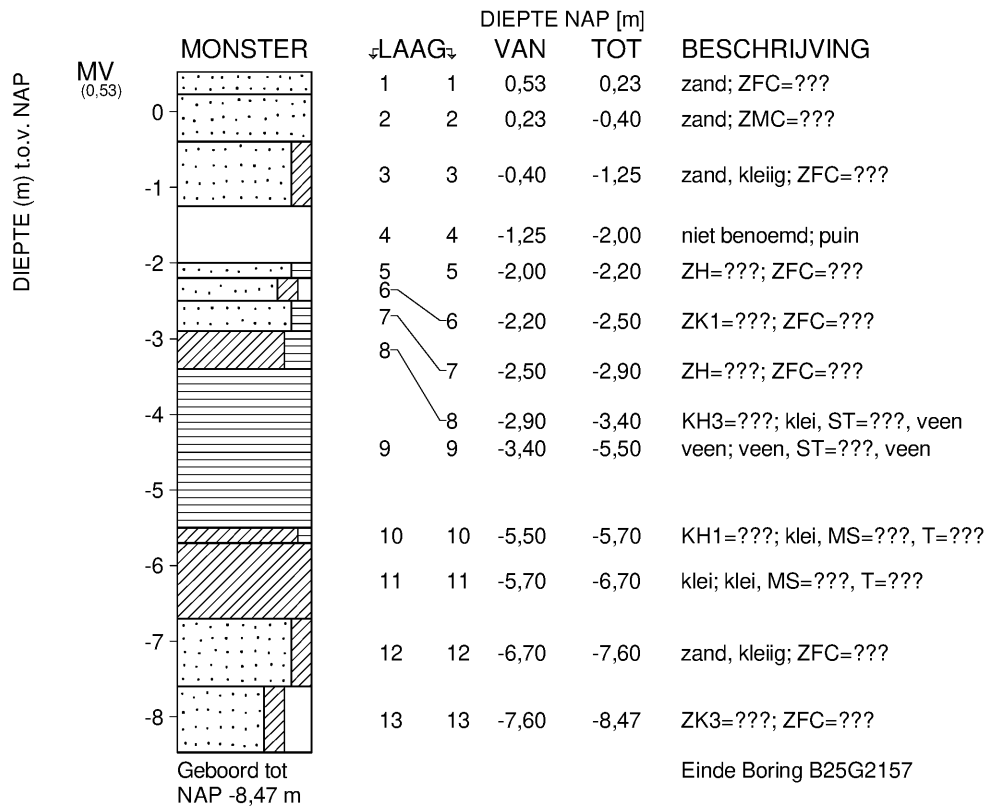 DIEPTE NAP [m]
MONSTER LAAG VAN TOT BESCHRIJVING
MV
(0,53)
DIEPTE (m) t.o.v. NAP
1 1 0,53 0,23 zand; ZFC=???
0
2 2 0,23 -0,40 zand; ZMC=???
3 3 -0,40 -1,25 zand, kleiig; ZFC=???
-1
4 4 -1,25 -2,00 niet benoemd; puin
-2
5 5 -2,00 -2,20 ZH=???; ZFC=???
6 6 -2,20 -2,50 ZK1=???; ZFC=???
-3
7 7 -2,50 -2,90 ZH=???; ZFC=???
8 8 -2,90 -3,40 KH3=???; klei, ST=???, veen
-4
9 9 -3,40 -5,50 veen; veen, ST=???, veen
-5
10 10 -5,50 -5,70 KH1=???; klei, MS=???, T=???
-6
11 11 -5,70 -6,70 klei; klei, MS=???, T=???
-7
12 12 -6,70 -7,60 zand, kleiig; ZFC=???
-8
13 13 -7,60 -8,47 ZK3=???; ZFC=???
Geboord tot
NAP -8,47 m
Einde Boring B25G2157